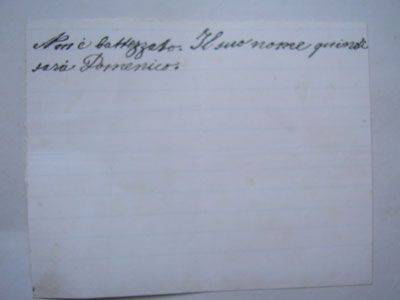 Non è battezzato. Il suo nome quindi
sarà Domenico.